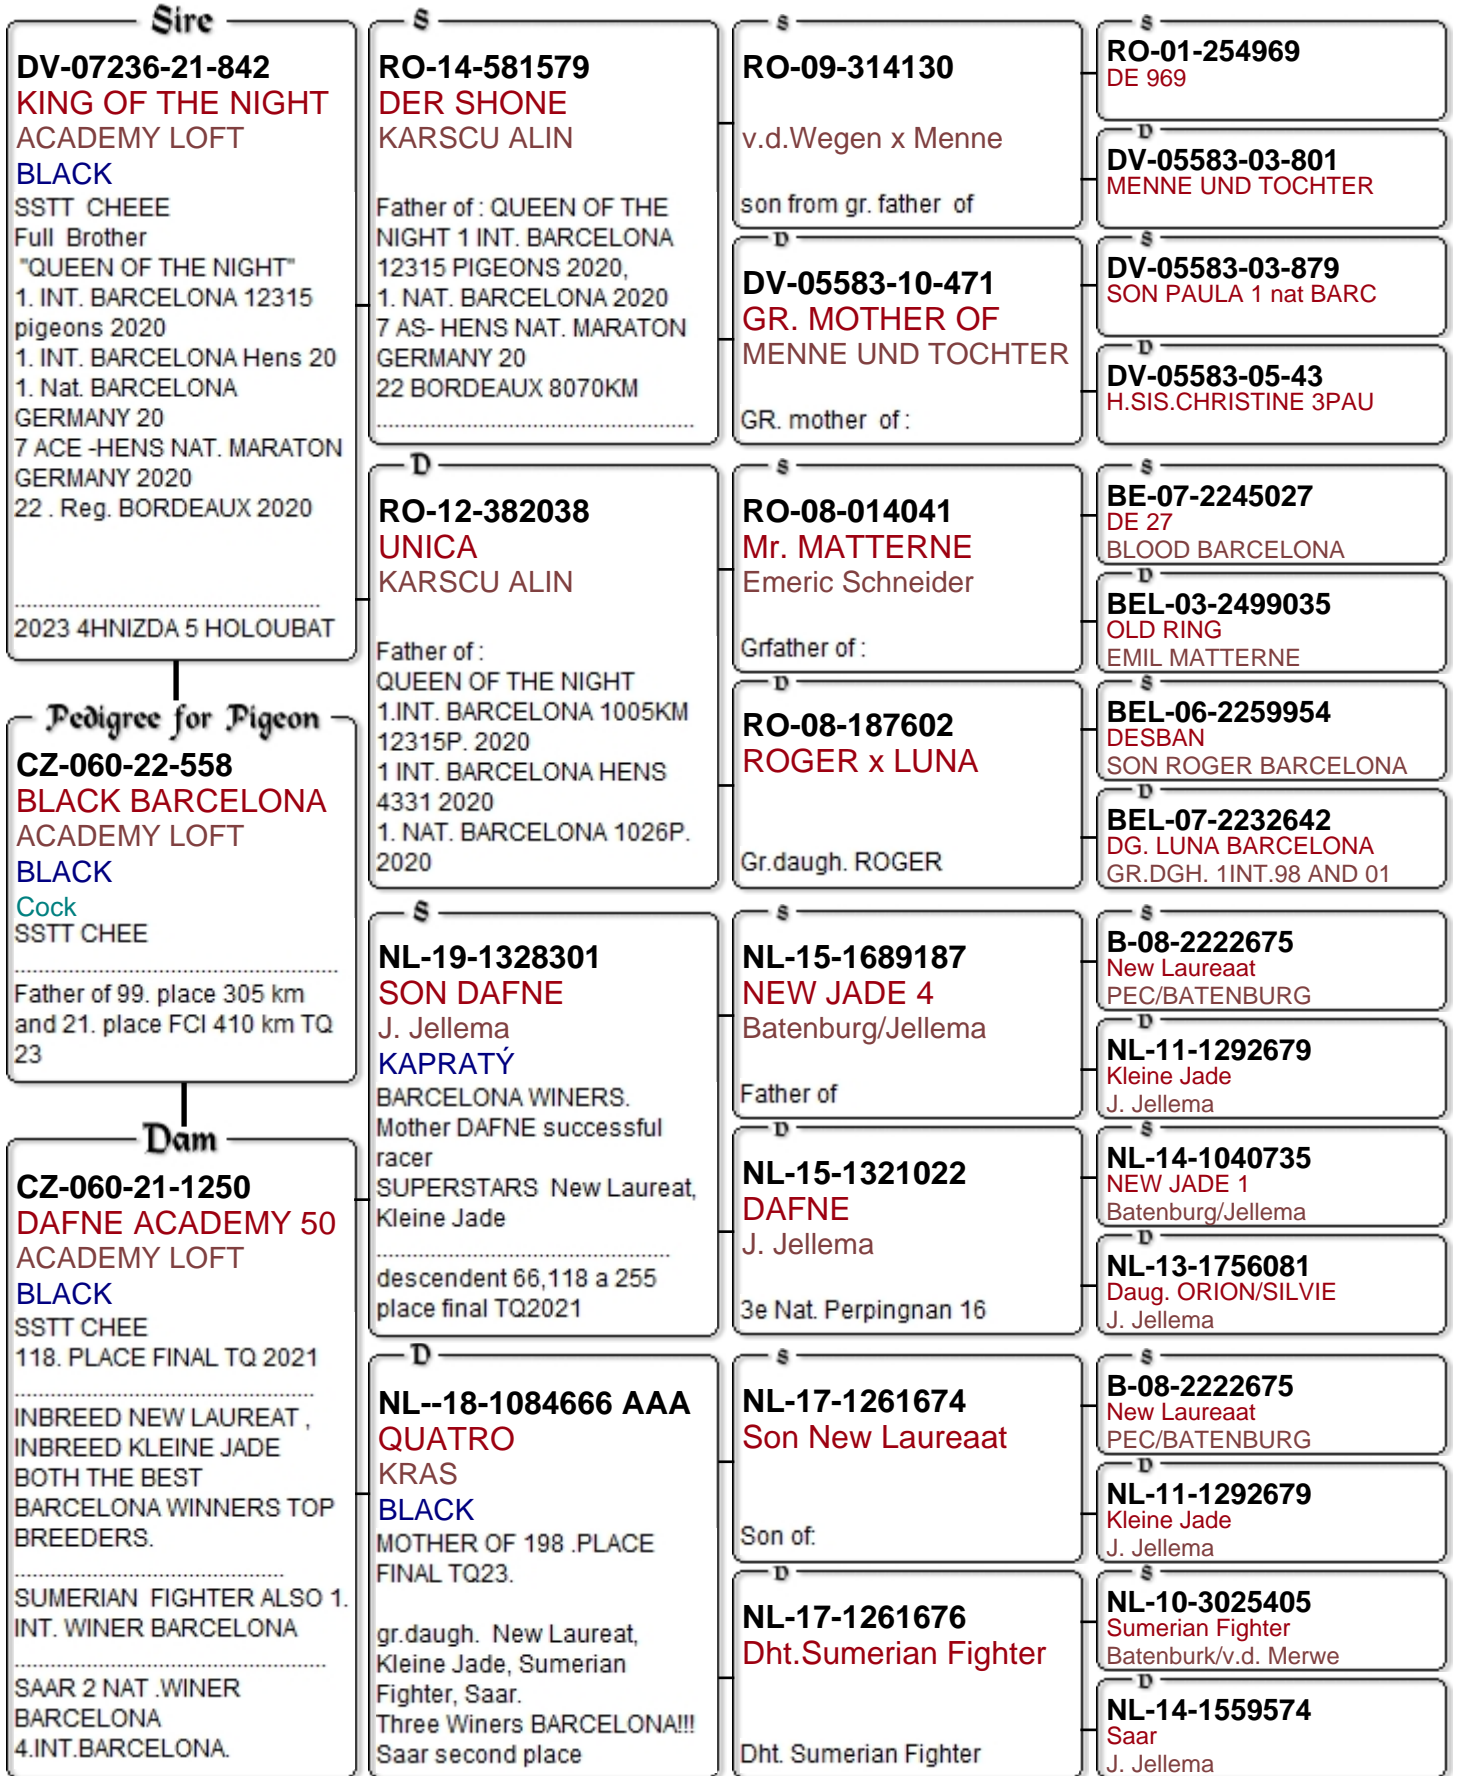 Sire
DV-07236-21-842
KING OF THE NIGHT
ACADEMY LOFT
BLACK
SSTT CHEEE
Full Brother
"QUEEN OF THE NIGHT"
1. INT. BARCELONA 12315
pigeons 2020
1. INT. BARCELONA Hens 20
1. Nat. BARCELONA
GERMANY 20
7 ACE -HENS NAT. MARATON
GERMANY 2020
22 . Reg. BORDEAUX 2020
2023 4HNIZDA 5 HOLOUBAT
Pedigree for Pigeon
CZ-060-22-558
BLACK BARCELONA
ACADEMY LOFT
BLACK
Cock
SSTT CHEE
Father of 99. place 305 km
and 21. place FCI 410 km TQ
23
Dam
CZ-060-21-1250
DAFNE ACADEMY 50
ACADEMY LOFT
BLACK
SSTT CHEE
118. PLACE FINAL TQ 2021
INBREED NEW LAUREAT ,
INBREED KLEINE JADE
BOTH THE BEST
BARCELONA WINNERS TOP
BREEDERS.
SUMERIAN FIGHTER ALSO 1.
INT. WINER BARCELONA
SAAR 2 NAT .WINER
BARCELONA
4.INT.BARCELONA.
S
RO-14-581579
DER SHONE
KARSCU ALIN
Father of : QUEEN OF THE
NIGHT 1 INT. BARCELONA
12315 PIGEONS 2020,
1. NAT. BARCELONA 2020
7 AS- HENS NAT. MARATON
GERMANY 20
22 BORDEAUX 8070KM
D
RO-12-382038
UNICA
KARSCU ALIN
Father of :
QUEEN OF THE NIGHT
1.INT. BARCELONA 1005KM
12315P. 2020
1 INT. BARCELONA HENS
4331 2020
1. NAT. BARCELONA 1026P.
2020
S
NL-19-1328301
SON DAFNE
J. Jellema
KAPRATÝ
BARCELONA WINERS.
Mother DAFNE successful
racer
SUPERSTARS New Laureat,
Kleine Jade
descendent 66,118 a 255
place final TQ2021
D
NL--18-1084666 AAA
QUATRO
KRAS
BLACK
MOTHER OF 198 .PLACE
FINAL TQ23.
gr.daugh. New Laureat,
Kleine Jade, Sumerian
Fighter, Saar.
Three Winers BARCELONA!!!
Saar second place
S
RO-09-314130
v.d.Wegen x Menne
son from gr. father of
D
DV-05583-10-471
GR. MOTHER OF
MENNE UND TOCHTER
GR. mother of :
S
RO-08-014041
Mr. MATTERNE
Emeric Schneider
Grfather of :
D
RO-08-187602
ROGER x LUNA
Gr.daugh. ROGER
S
NL-15-1689187
NEW JADE 4
Batenburg/Jellema
Father of
D
NL-15-1321022
DAFNE
J. Jellema
3e Nat. Perpingnan 16
S
NL-17-1261674
Son New Laureaat
Son of:
D
NL-17-1261676
Dht.Sumerian Fighter
Dht. Sumerian Fighter
S
RO-01-254969
DE 969
D
DV-05583-03-801
MENNE UND TOCHTER
S
DV-05583-03-879
SON PAULA 1 nat BARC
D
DV-05583-05-43
H.SIS.CHRISTINE 3PAU
S
BE-07-2245027
DE 27
BLOOD BARCELONA
D
BEL-03-2499035
OLD RING
EMIL MATTERNE
S
BEL-06-2259954
DESBAN
SON ROGER BARCELONA
D
BEL-07-2232642
DG. LUNA BARCELONA
GR.DGH. 1INT.98 AND 01
S
B-08-2222675
New Laureaat
PEC/BATENBURG
D
NL-11-1292679
Kleine Jade
J. Jellema
S
NL-14-1040735
NEW JADE 1
Batenburg/Jellema
D
NL-13-1756081
Daug. ORION/SILVIE
J. Jellema
S
B-08-2222675
New Laureaat
PEC/BATENBURG
D
NL-11-1292679
Kleine Jade
J. Jellema
S
NL-10-3025405
Sumerian Fighter
Batenburk/v.d. Merwe
D
NL-14-1559574
Saar
J. Jellema